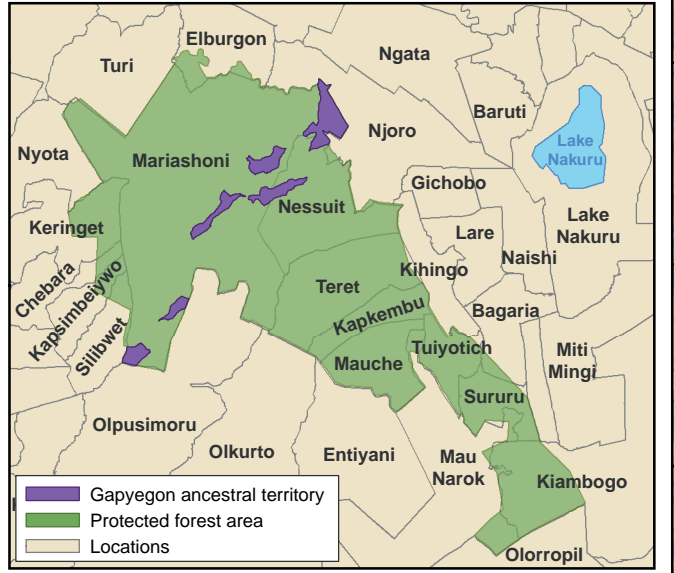 Elburgon
Turi
Ngata
Baruti
Lake
Nakuru
Njoro
Nyota
Mariashoni
Gichobo
Nessuit
Lake
Nakuru
Keringet
Lare
Naishi
Chebara
Kapsimbeiywo
Kihingo
Teret
Bagaria
Kapkembu
Silibwet
Tuiyotich
Miti
Mingi
Mauche
Sururu
Olpusimoru
Olkurto
Entiyani
Mau
Narok
Kiambogo
Olorropil
Gapyegon ancestral territory
Protected forest area
Locations